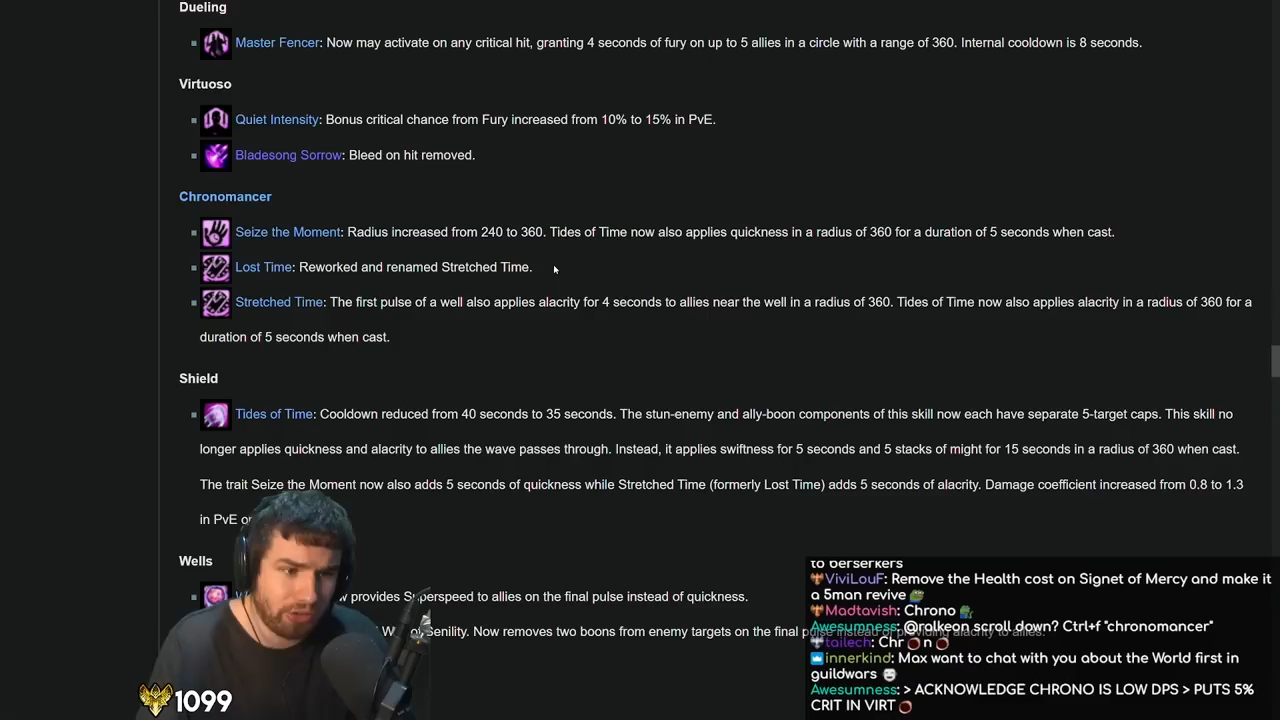 Dueling
Master Fencer: Now may activate on any critical hit, granting 4 seconds of fury on up to 5 allies in a circle with a range of 360. Internal cooldown is 8 seconds.
Virtuoso
Quiet Intensity: Bonus critical chance from Fury increased from 10% to 15% in PvE.
Bladesong Sorrow: Bleed on hit removed.
Chronomancer
Seize the Moment: Radius increased from 240 to 360. Tides of Time now also applies quickness in a radius of 360 for a duration of 5 seconds when cast.
Lost Time: Reworked and renamed Stretched Time.
Stretched Time: The first pulse of a well also applies alacrity for 4 seconds to allies near the well in a radius of 360. Tides of Time now also applies alacrity in a radius of 360 for a
duration of 5 seconds when cast.
Shield
Tides of Time: Cooldown reduced from 40 seconds to 35 seconds. The stun-enemy and ally-boon components of this skill now each have separate 5-target caps. This skill no
longer applies quickness and alacrity to allies the wave passes through. Instead, it applies swiftness for 5 seconds and 5 stacks of might for 15 seconds in a radius of 360 when cast.
The trait Seize the Moment now also adds 5 seconds of quickness while Stretched Time (formerly Lost Time) adds 5 seconds of alacrity. Damage coefficient increased from 0.8 to 1.3
in PvE
Wells
provides Superspeed to allies on the final pulse instead of quickness.
Senility. Now removes two boons from enemy targets on the final pulse instead of providing alacrity to allies.
to berserkers
ViviLouF: Remove the Health cost on Signet of Mercy and make it
a 5man revive
Madtavish: Chrono
Awesumness: @ralkeon scroll down? Ctrl+f "chronomancer"
tailech: Chr n
innerkind: Max want to chat with you about the World first in
guildwars
Awesumness: > ACKNOWLEDGE CHRONO IS LOW DPS > PUTS 5%
CRIT IN VIRT
1099